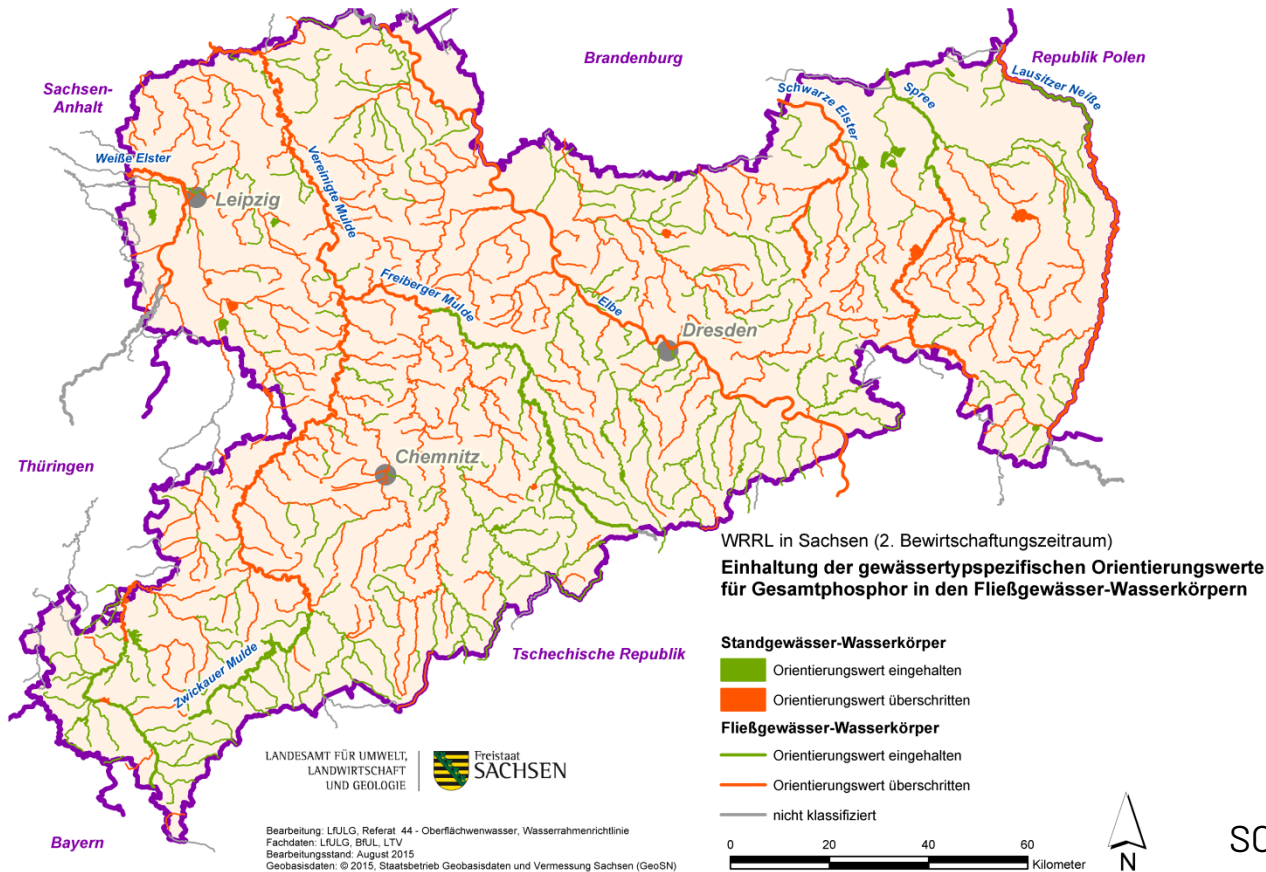 Brandenburg
Republik Polen
Sachsen-
Anhalt
Lausitzer Neiße
Schwarze Elster
Spree
Weiße Elster
Vereinigte Mulde
Leipzig
Freiberger Mulde
Elbe
Dresden
Chemnitz
Thüringen
Zwickauer Mulde
Tschechische Republik
Bayern
WRRL in Sachsen (2. Bewirtschaftungszeitraum)
Einhaltung der gewässertypspezifischen Orientierungswerte
für Gesamtphosphor in den Fließgewässer-Wasserkörpern
Standgewässer-Wasserkörper
Orientierungswert eingehalten
Orientierungswert überschritten
Fließgewässer-Wasserkörper
Orientierungswert eingehalten
Orientierungswert überschritten
nicht klassifiziert
LANDESAMT FÜR UMWELT,
LANDWIRTSCHAFT
UND GEOLOGIE
Freistaat
SACHSEN
Bearbeitung: LfULG, Referat 44 - Oberflächenwasser, Wasserrahmenrichtlinie
Fachdaten: LfULG, BfUL, LTV
Bearbeitungsstand: August 2015
Geobasisdaten: © 2015, Staatsbetrieb Geobasisdaten und Vermessung Sachsen (GeoSN)
0 20 40 60
Kilometer
N